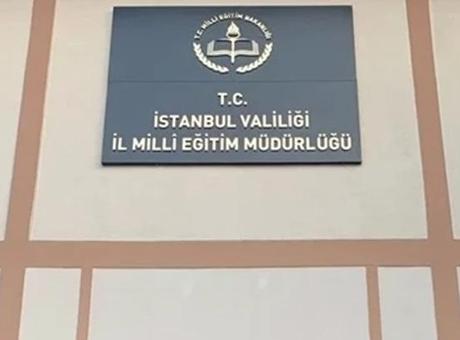 T.C. MİLLİ EĞİTİM BAKANLIĞI
T.C.
İSTANBUL VALİLİĞİ
İL MİLLİ EĞİTİM MÜDÜRLÜĞÜ